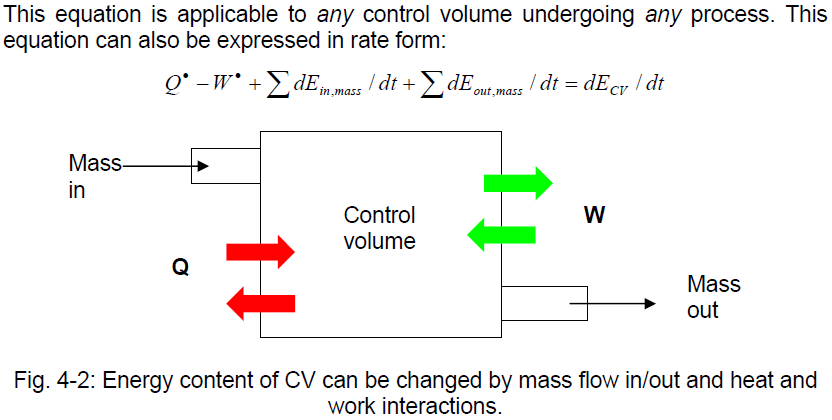 This equation is applicable to any control volume undergoing any process. This
equation can also be expressed in rate form:
Q• − W• + ∑ dE_in,mass / dt + ∑ dE_out,mass / dt = dE_CV / dt
Mass
in
Control
volume
W
Q
Mass
out
Fig. 4-2: Energy content of CV can be changed by mass flow in/out and heat and
work interactions.